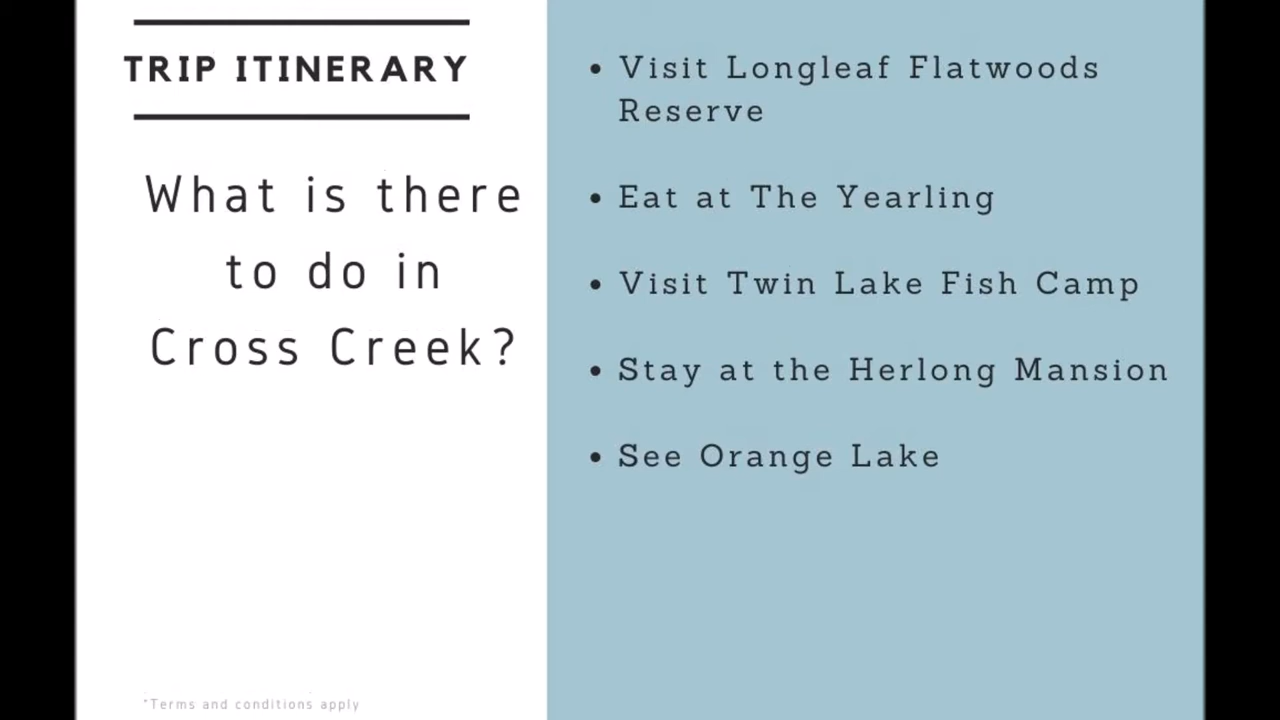 TRIP ITINERARY
What is there
to do in
Cross Creek?
*Terms and conditions apply
• Visit Longleaf Flatwoods
Reserve
• Eat at The Yearling
• Visit Twin Lake Fish Camp
• Stay at the Herlong Mansion
• See Orange Lake